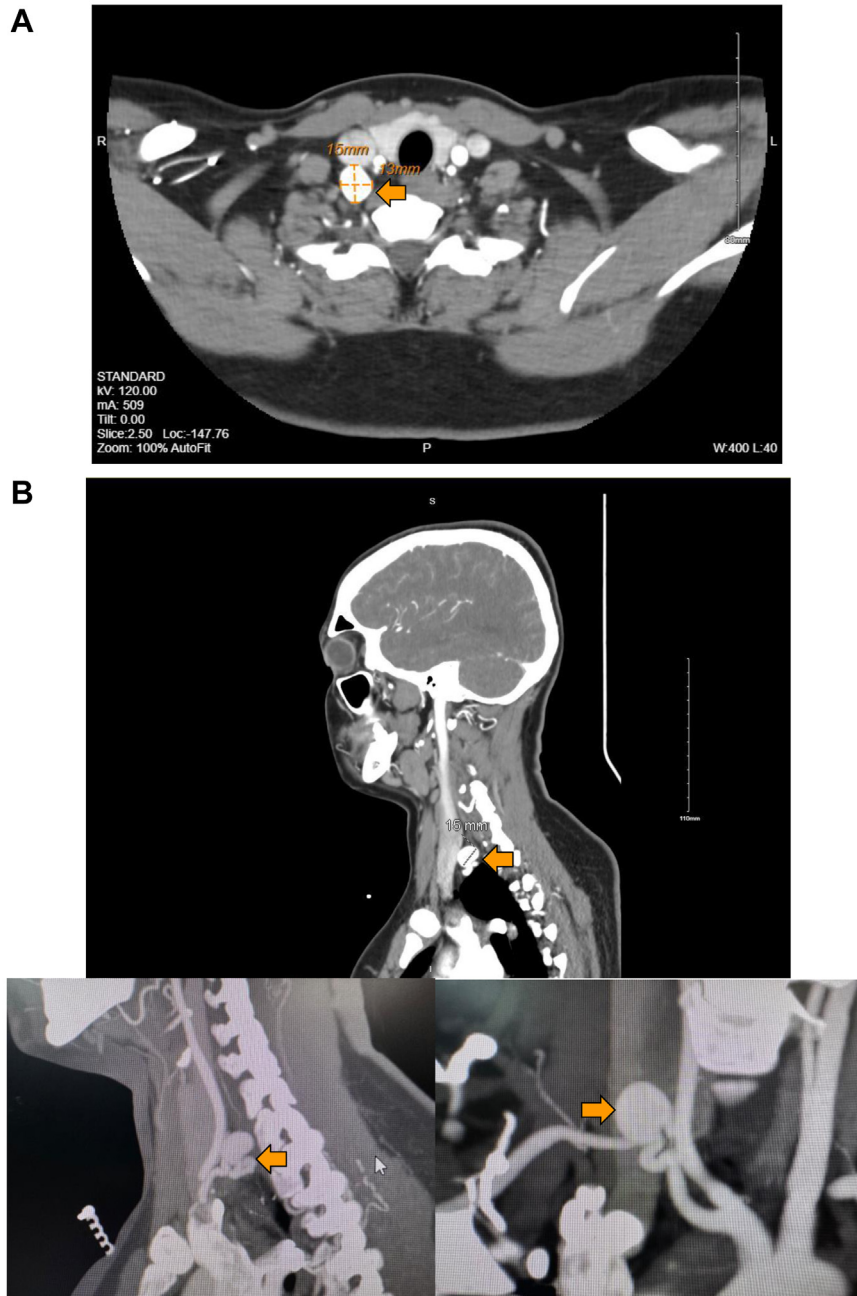 A
R
15mm
13mm
L
68mm
STANDARD
kV: 120.00
mA: 509
Tilt: 0.00
Slice:2.50 Loc:-147.76
Zoom: 100% AutoFit
P
W:400 L:40
B
S
15 mm
110mm